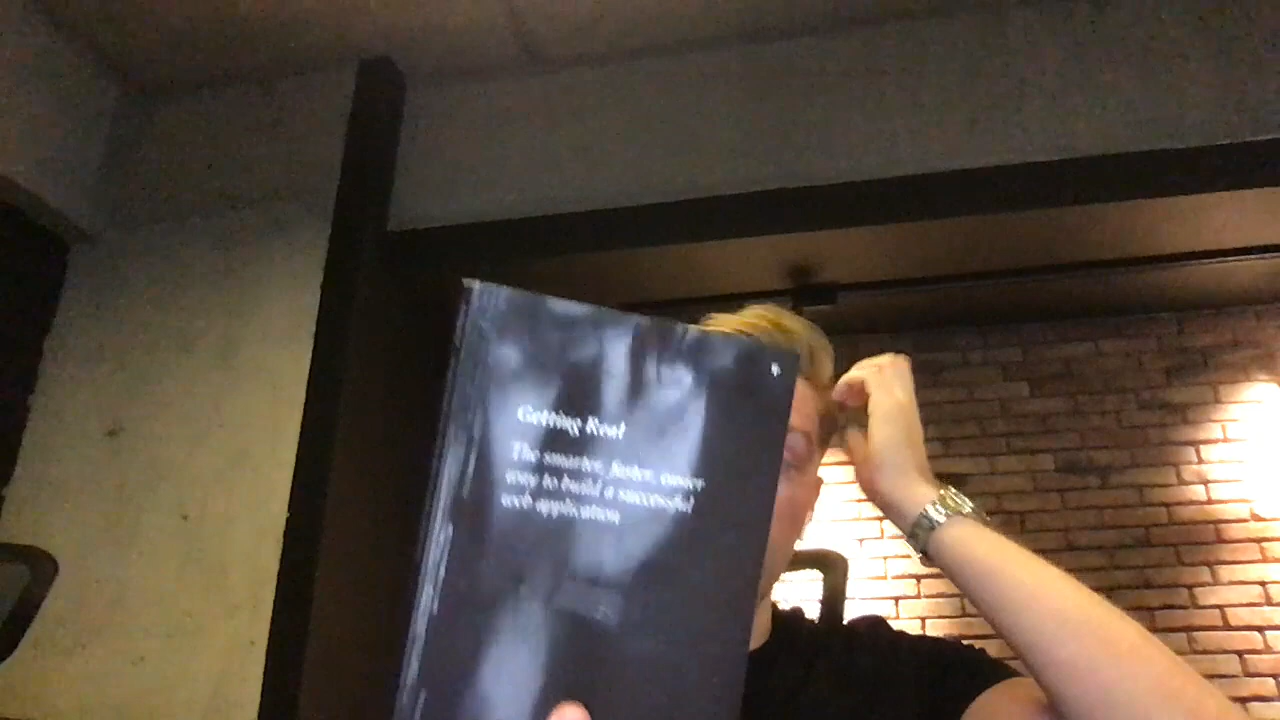 Getting Real
The smarter, faster, easier
way to build a successful
web application